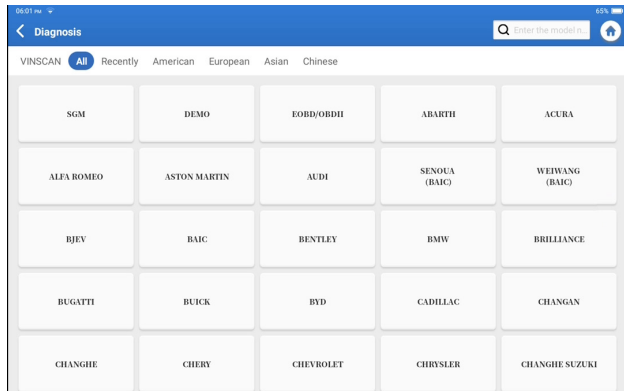 06:01 PM 65%
Diagnosis Enter the model n...
VINSCAN All Recently American European Asian Chinese
SGM DEMO EOBD/OBDII ABARTH ACURA
ALFA ROMEO ASTON MARTIN AUDI SENOUA (BAIC) WEIWANG (BAIC)
BJEV BAIC BENTLEY BMW BRILLIANCE
BUGATTI BUICK BYD CADILLAC CHANGAN
CHANGHE CHERY CHEVROLET CHRYSLER CHANGHE SUZUKI